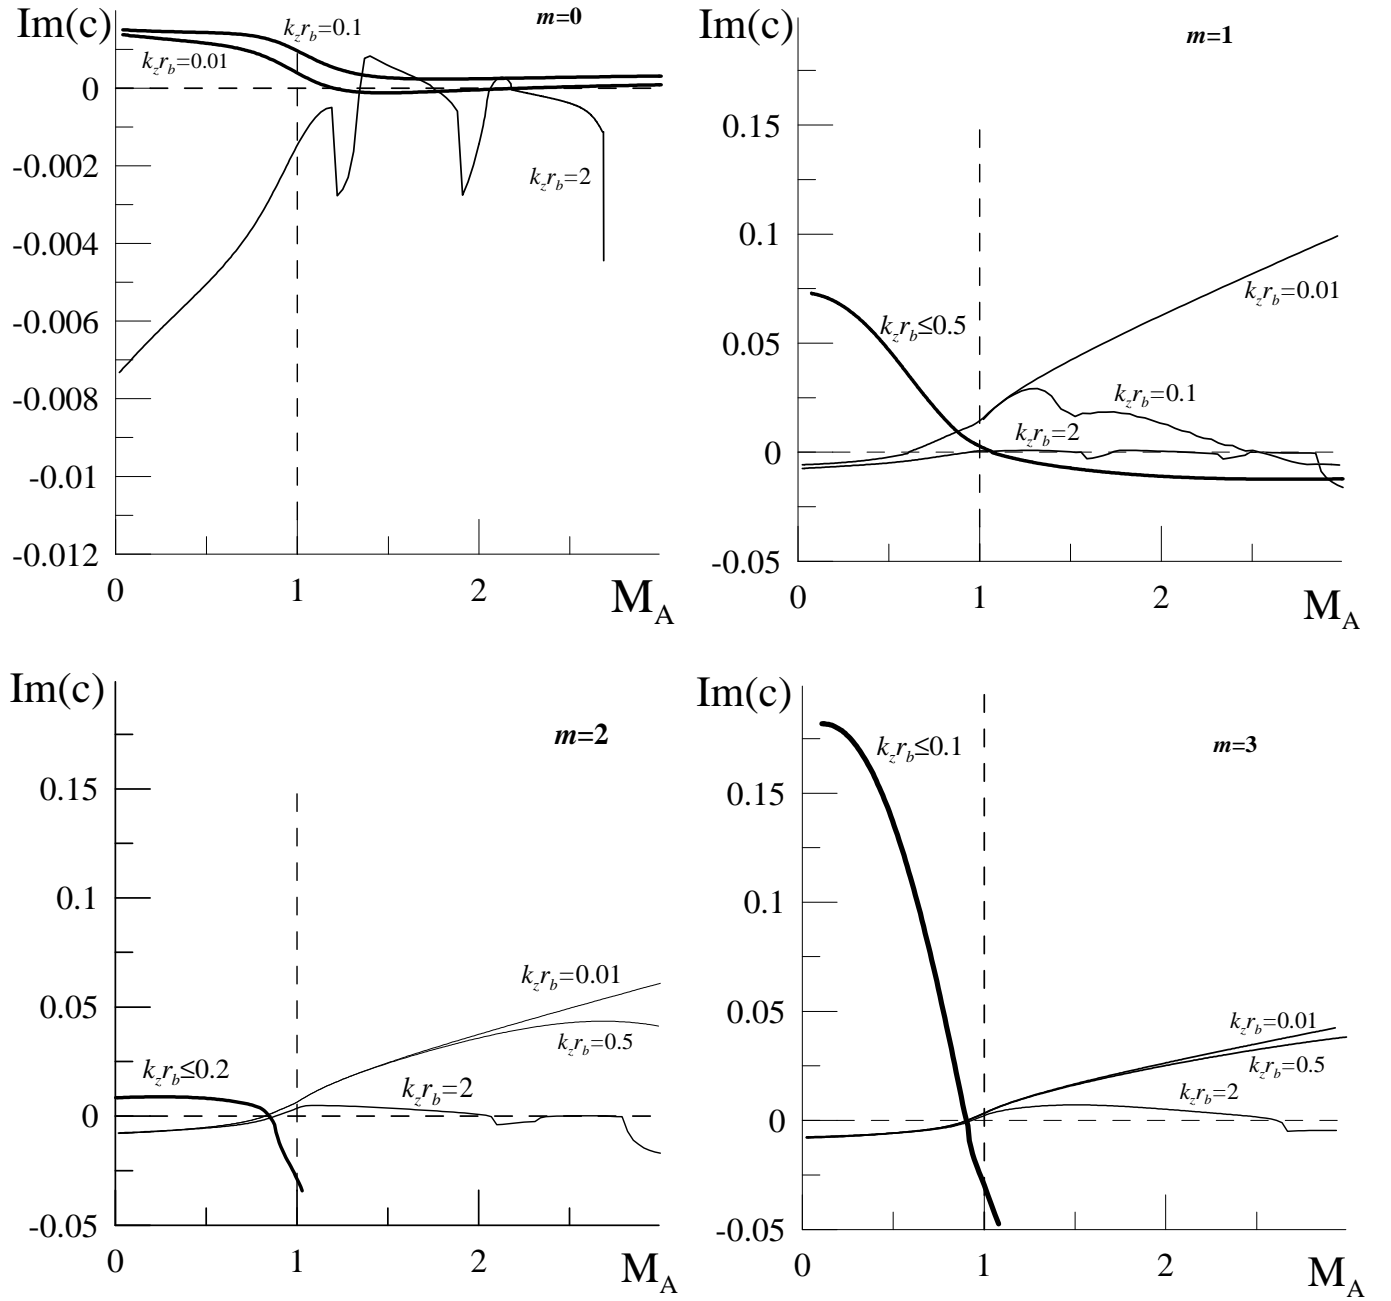 Im(c)
m=0
k_z r_b=0.1
k_z r_b=0.01
0
-0.002
k_z r_b=2
-0.004
-0.006
-0.008
-0.01
-0.012
0 1 2 M_A
Im(c)
m=1
0.15
0.1
k_z r_b=0.01
k_z r_b≤0.5
0.05
k_z r_b=0.1
k_z r_b=2
0
-0.05
0 1 2 M_A
Im(c)
m=2
0.15
0.1
k_z r_b=0.01
0.05
k_z r_b=0.5
k_z r_b≤0.2
k_z r_b=2
0
-0.05
0 1 2 M_A
Im(c)
m=3
k_z r_b≤0.1
0.15
0.1
k_z r_b=0.01
0.05
k_z r_b=0.5
k_z r_b=2
0
-0.05
0 1 2 M_A